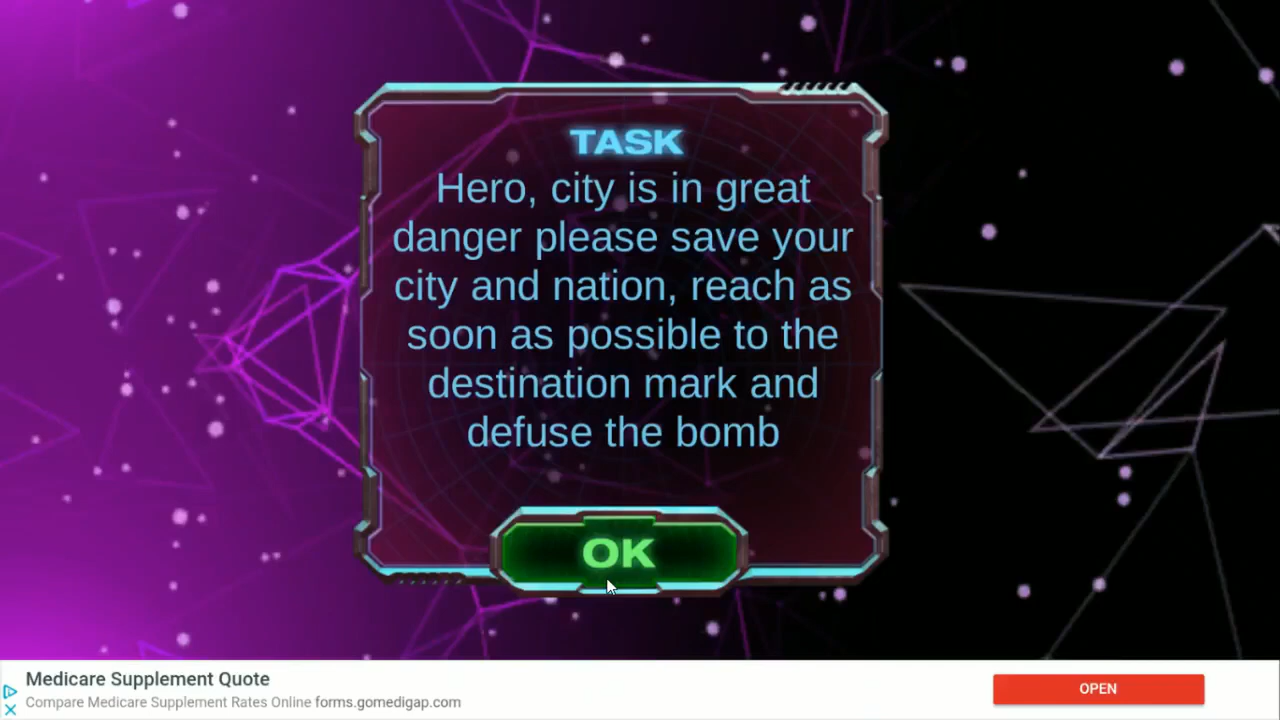 TASK
Hero, city is in great
danger please save your
city and nation, reach as
soon as possible to the
destination mark and
defuse the bomb
OK
Medicare Supplement Quote
Compare Medicare Supplement Rates Online forms.gomedigap.com
OPEN